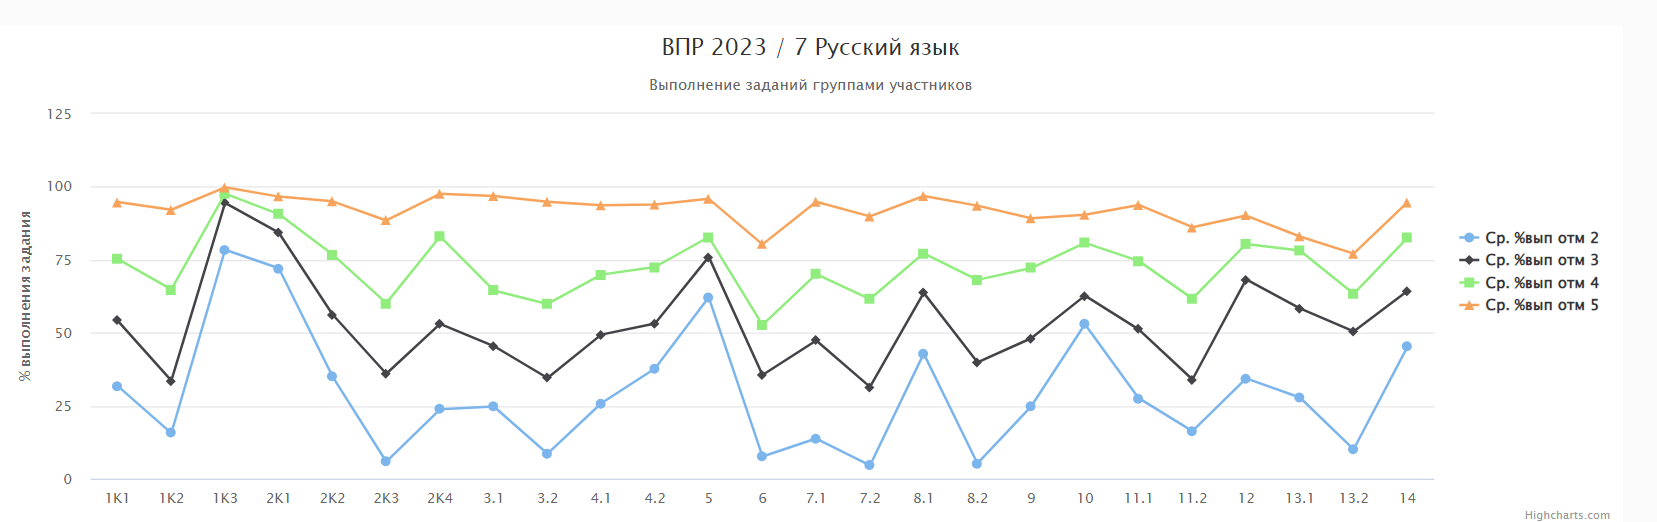 ВПР 2023 / 7 Русский язык
Выполнение заданий группами участников
% выполнения задания
125
100
75
50
25
0
1К1 1К2 1К3 2К1 2К2 2К3 2К4 3.1 3.2 4.1 4.2 5 6 7.1 7.2 8.1 8.2 9 10 11.1 11.2 12 13.1 13.2 14
Ср. %вып отм 2
Ср. %вып отм 3
Ср. %вып отм 4
Ср. %вып отм 5
Highcharts.com